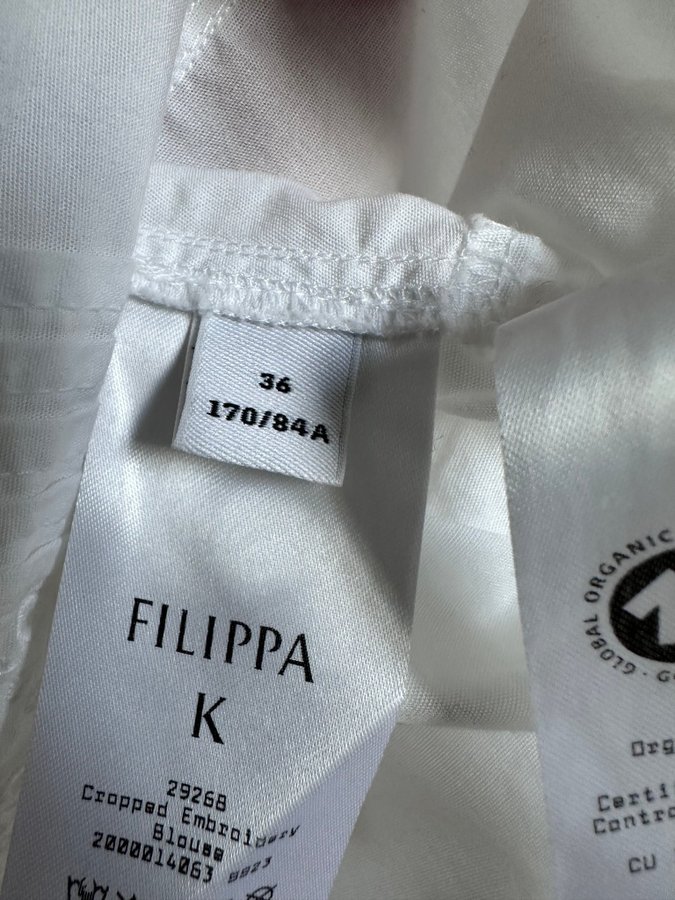 36
170/84A
FILIPPA
K
29268
Cropped Embroidery
Blouse
2000014063
GLOBAL ORGANIC
Org
Certi
Contro
CU